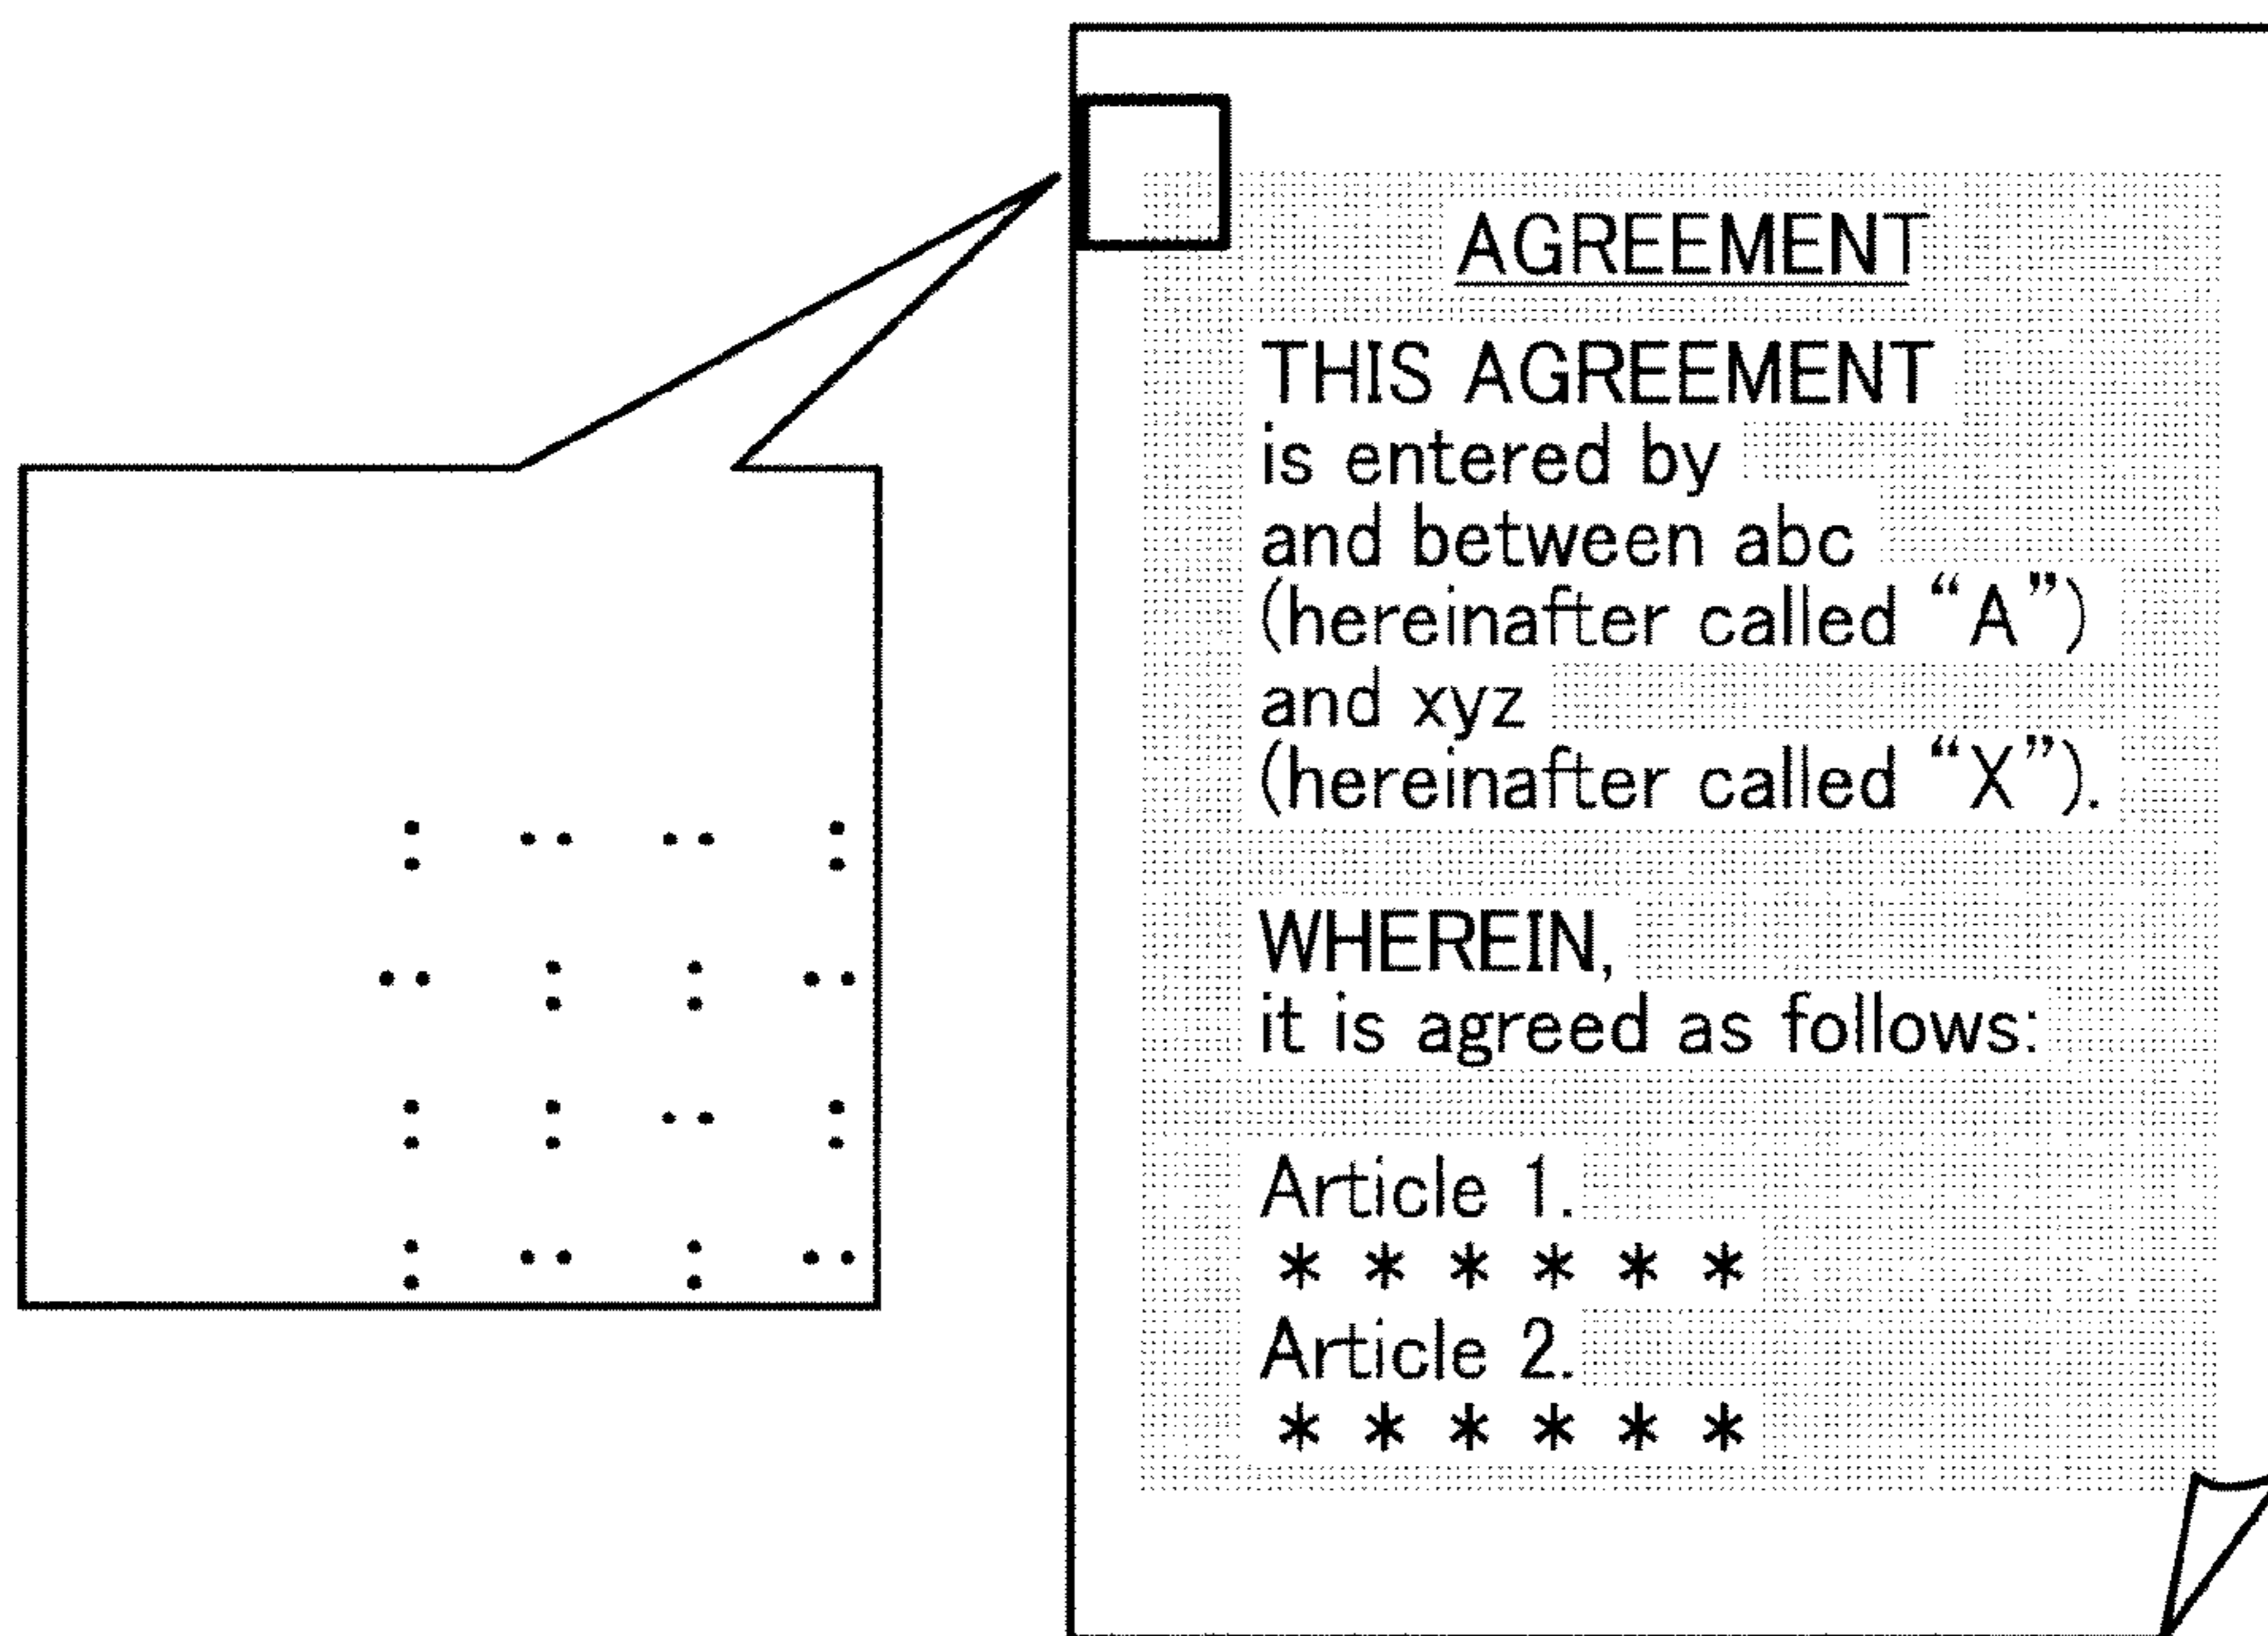 AGREEMENT
THIS AGREEMENT
is entered by
and between abc
(hereinafter called “A”)
and xyz
(hereinafter called “X”).
WHEREIN,
it is agreed as follows:
Article 1.
* * * * * *
Article 2.
* * * * * *